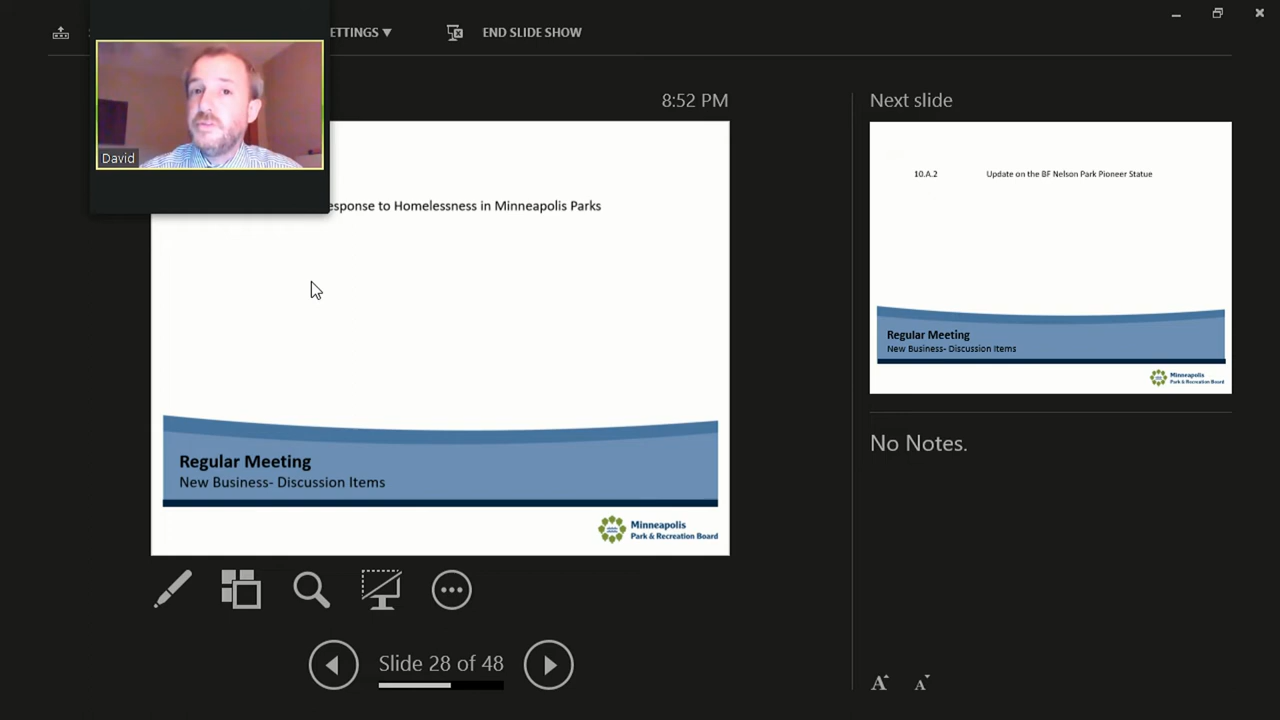 ETTINGS ▼
END SLIDE SHOW
David
8:52 PM
esponse to Homelessness in Minneapolis Parks
Regular Meeting
New Business- Discussion Items
Minneapolis
Park & Recreation Board
Slide 28 of 48
Next slide
10.A.2 Update on the BF Nelson Park Pioneer Statue
Regular Meeting
New Business- Discussion Items
Minneapolis
Park & Recreation Board
No Notes.
A A